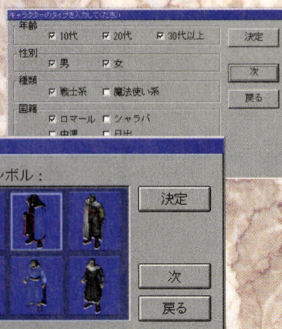 キャラクターのタイプを入力してください
年齢
10代 20代 30代以上
決定
性別
男 女
次
種類
戦士系 魔法使い系
戻る
国籍
ロマール シャラバ
中漂 日出
ンボル:
決定
次
戻る